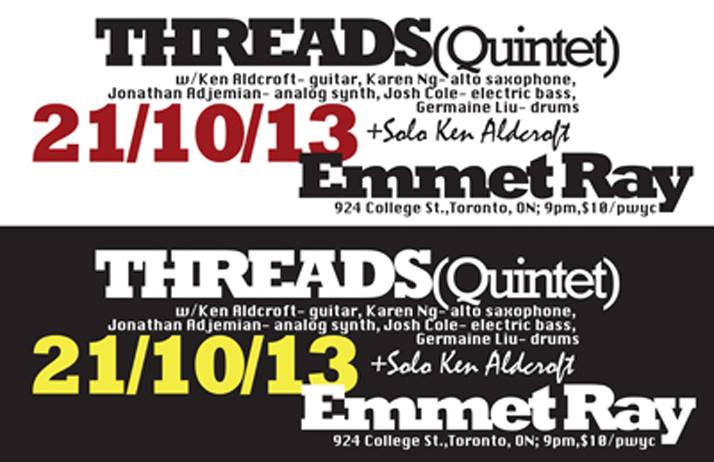 THREADS(Quintet)
w/Ken Aldcroft- guitar, Karen Ng- alto saxophone,
Jonathan Adjemian- analog synth, Josh Cole- electric bass,
Germaine Liu- drums
21/10/13
+Solo Ken Aldcroft
Emmet Ray
924 College St.,Toronto, ON; 9pm,$10/pwyc
THREADS(Quintet)
w/Ken Aldcroft- guitar, Karen Ng- alto saxophone,
Jonathan Adjemian- analog synth, Josh Cole- electric bass,
Germaine Liu- drums
21/10/13
+Solo Ken Aldcroft
Emmet Ray
924 College St.,Toronto, ON; 9pm,$10/pwyc